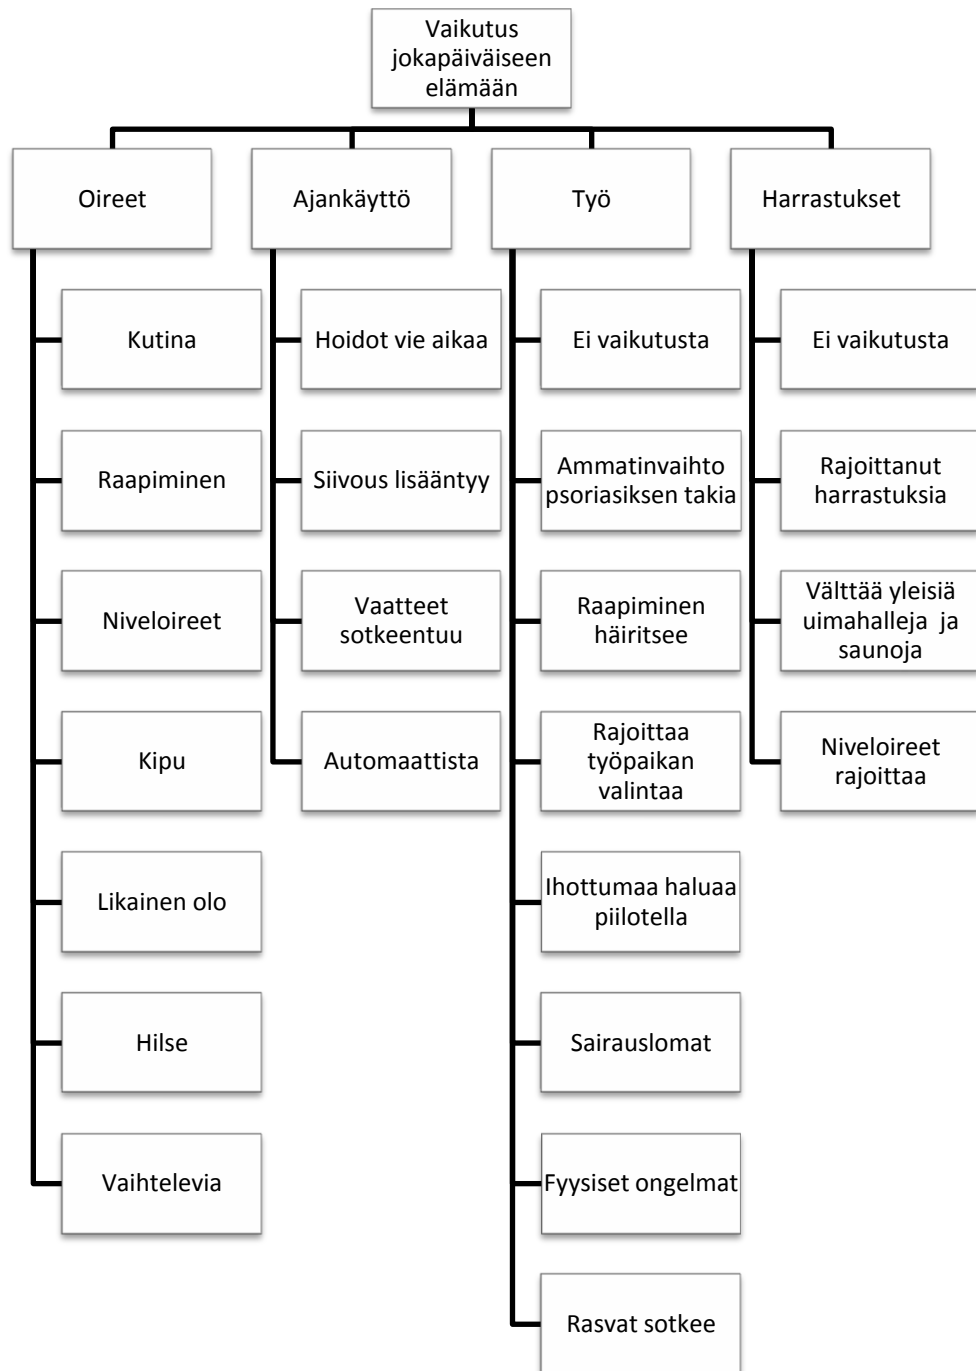 Vaikutus
jokapäiväiseen
elämään
Oireet
Ajankäyttö
Työ
Harrastukset
Kutina
Hoidot vie aikaa
Ei vaikutusta
Ei vaikutusta
Raapiminen
Siivous lisääntyy
Ammatinvaihto
psoriasiksen takia
Rajoittanut
harrastuksia
Niveloireet
Vaatteet
sotkeentuu
Raapiminen
häiritsee
Välttää yleisiä
uimahalleja ja
saunoja
Kipu
Automaattista
Rajoittaa
työpaikan
valintaa
Niveloireet
rajoittaa
Likainen olo
Ihottumaa haluaa
piilotella
Hilse
Sairauslomat
Vaihtelevia
Fyysiset ongelmat
Rasvat sotkee